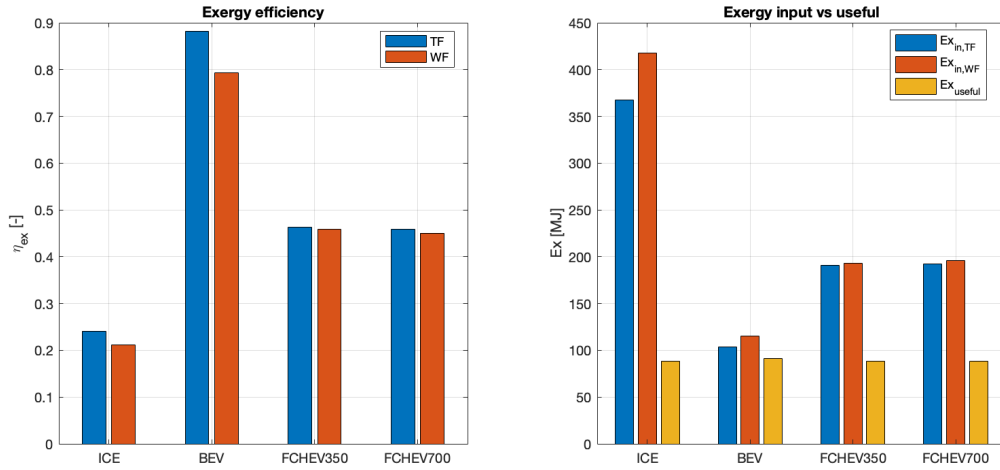 Exergy efficiency
0.9
0.8
0.7
0.6
0.5
0.4
0.3
0.2
0.1
0
η_ex [-]
TF
WF
ICE BEV FCHEV350 FCHEV700
Exergy input vs useful
450
400
350
300
250
200
150
100
50
0
Ex [MJ]
Ex_in,TF
Ex_in,WF
Ex_useful
ICE BEV FCHEV350 FCHEV700